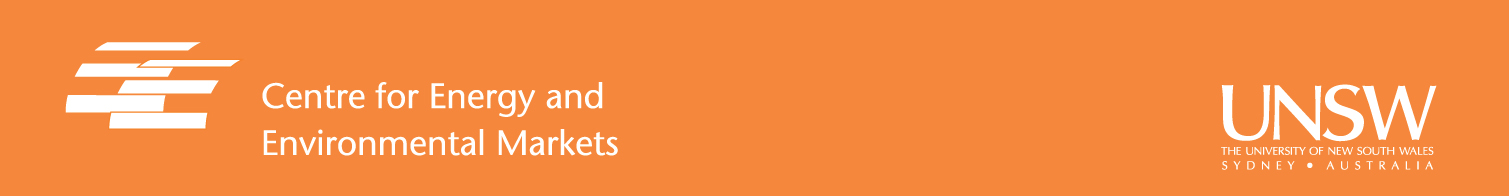 Centre for Energy and
Environmental Markets
UNSW
THE UNIVERSITY OF NEW SOUTH WALES
SYDNEY • AUSTRALIA